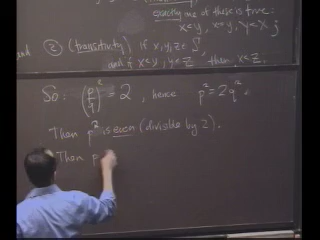 exactly one of these is true:
x<y, x=y, y<x;
and ② (transitivity) if x,y,z ∈ S,
and if x<y, y<z then x<z.
So: (p/q)² = 2, hence p² = 2q².
Then p² is even (divisible by 2).
Then p